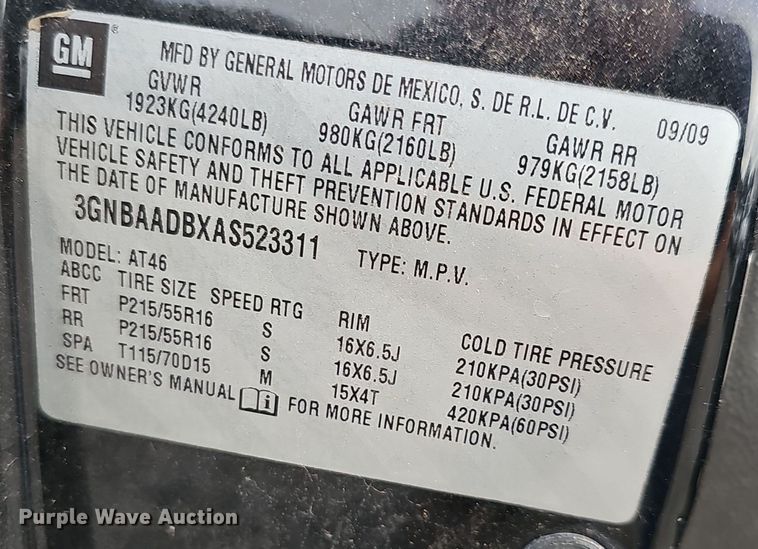 GM
MFD BY GENERAL MOTORS DE MEXICO, S. DE R.L. DE C.V. 09/09
GVWR GAWR FRT GAWR RR
1923KG(4240LB) 980KG(2160LB) 979KG(2158LB)
THIS VEHICLE CONFORMS TO ALL APPLICABLE U.S. FEDERAL MOTOR
VEHICLE SAFETY AND THEFT PREVENTION STANDARDS IN EFFECT ON
THE DATE OF MANUFACTURE SHOWN ABOVE.
3GNBAADBXAS523311 TYPE: M.P.V.
MODEL: AT46
ABCC TIRE SIZE SPEED RTG RIM COLD TIRE PRESSURE
FRT P215/55R16 S 16X6.5J 210KPA(30PSI)
RR P215/55R16 S 16X6.5J 210KPA(30PSI)
SPA T115/70D15 M 15X4T 420KPA(60PSI)
SEE OWNER'S MANUAL FOR MORE INFORMATION.
Purple Wave Auction